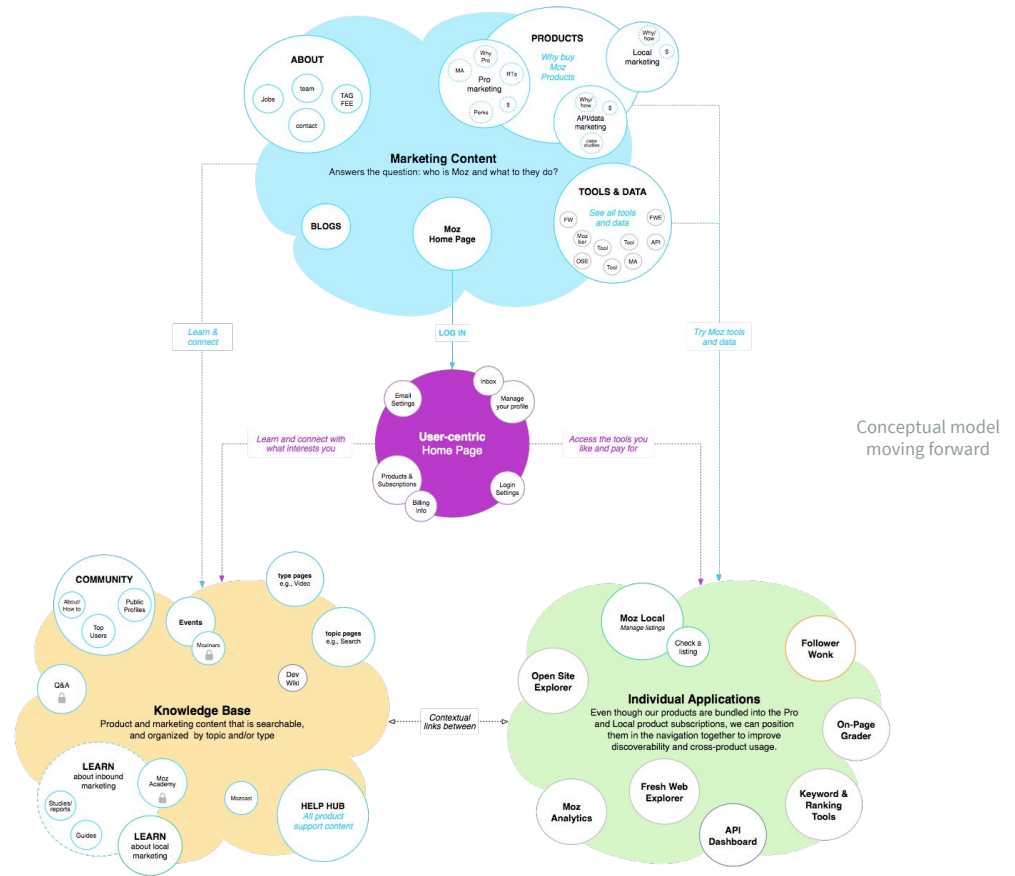 ABOUT
Jobs
team
TAG
FEE
contact
PRODUCTS
Why buy
Moz
Products
MA
Why
Pro
RTs
Pro
marketing
Perks
$
Why/
how
$
Local
marketing
Why/
how
$
API/data
marketing
case
studies
Marketing Content
Answers the question: who is Moz and what to they do?
BLOGS
Moz
Home Page
TOOLS & DATA
See all tools
and data
FW
FWE
Moz
bar
Tool
Tool
API
OSE
Tool
MA
Learn &
connect
LOG IN
Try Moz tools
and data
Email
Settings
Inbox
Manage
your profile
User-centric
Home Page
Products &
Subscriptions
Billing
Info
Login
Settings
Learn and connect with
what interests you
Access the tools you
like and pay for
Conceptual model
moving forward
COMMUNITY
About/
How to
Public
Profiles
Top
Users
Events
Mozinars
type pages
e.g., Video
topic pages
e.g., Search
Q&A
Dev
Wiki
Knowledge Base
Product and marketing content that is searchable,
and organized by topic and/or type
LEARN
about inbound
marketing
Moz
Academy
Studies/
reports
Guides
LEARN
about local
marketing
Mozcast
HELP HUB
All product
support content
Contextual
links between
Moz Local
Manage listings
Check a
listing
Follower
Wonk
Open Site
Explorer
Individual Applications
Even though our products are bundled into the Pro
and Local product subscriptions, we can position
them in the navigation together to improve
discoverability and cross-product usage.
On-Page
Grader
Moz
Analytics
Fresh Web
Explorer
API
Dashboard
Keyword &
Ranking
Tools